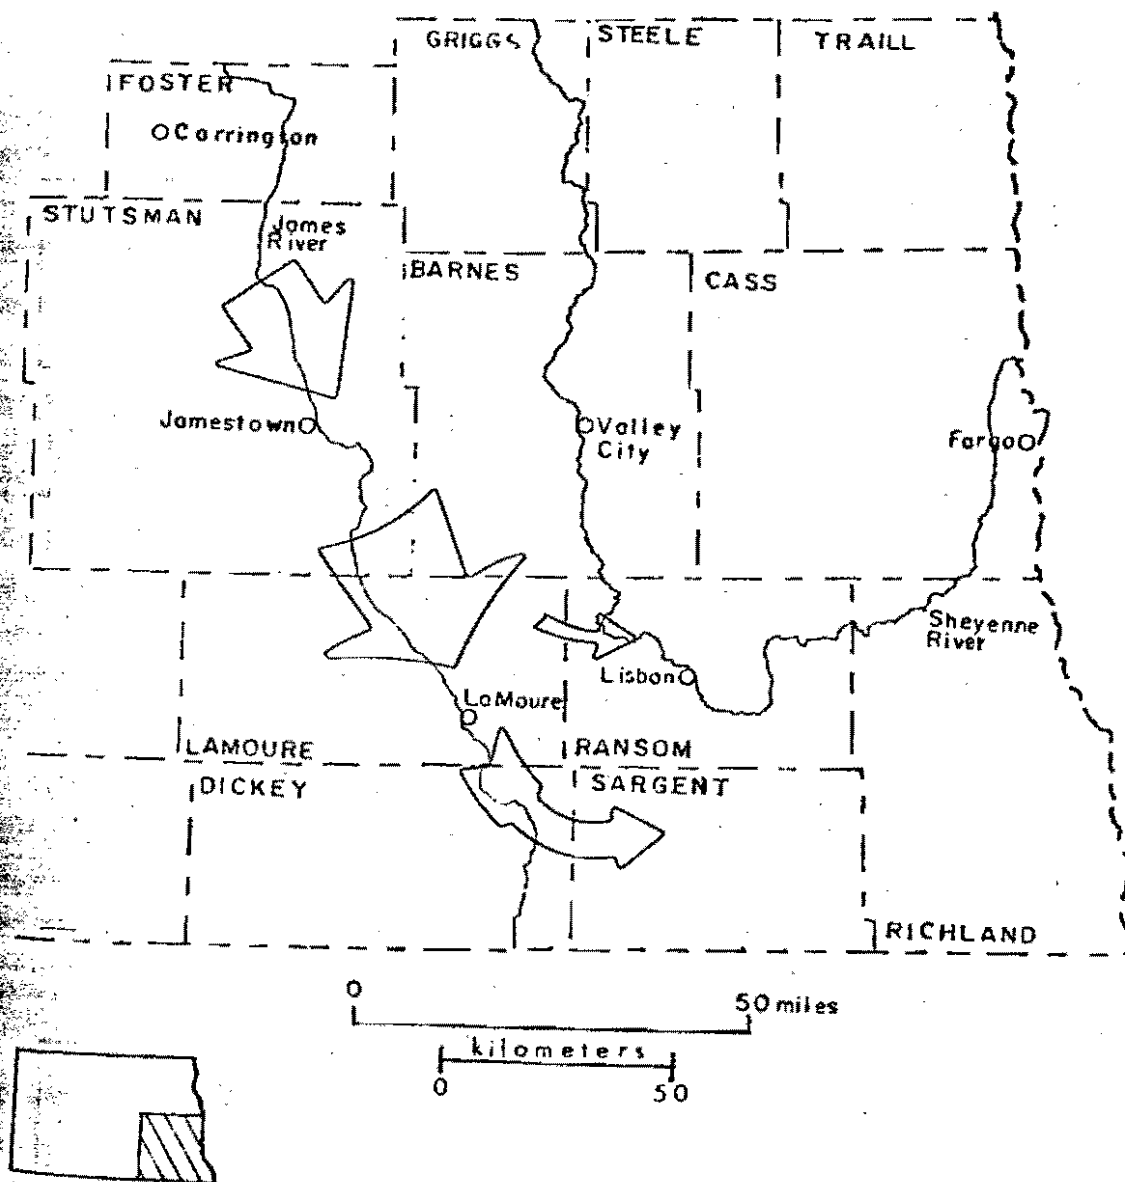 GRIGGS
STEELE
TRAILL
FOSTER
Carrington
STUTSMAN
James
River
BARNES
CASS
Jamestown
Valley
City
Fargo
Sheyenne
River
Lisbon
LaMoure
LAMOURE
RANSOM
DICKEY
SARGENT
RICHLAND
0
50 miles
kilometers
0
50